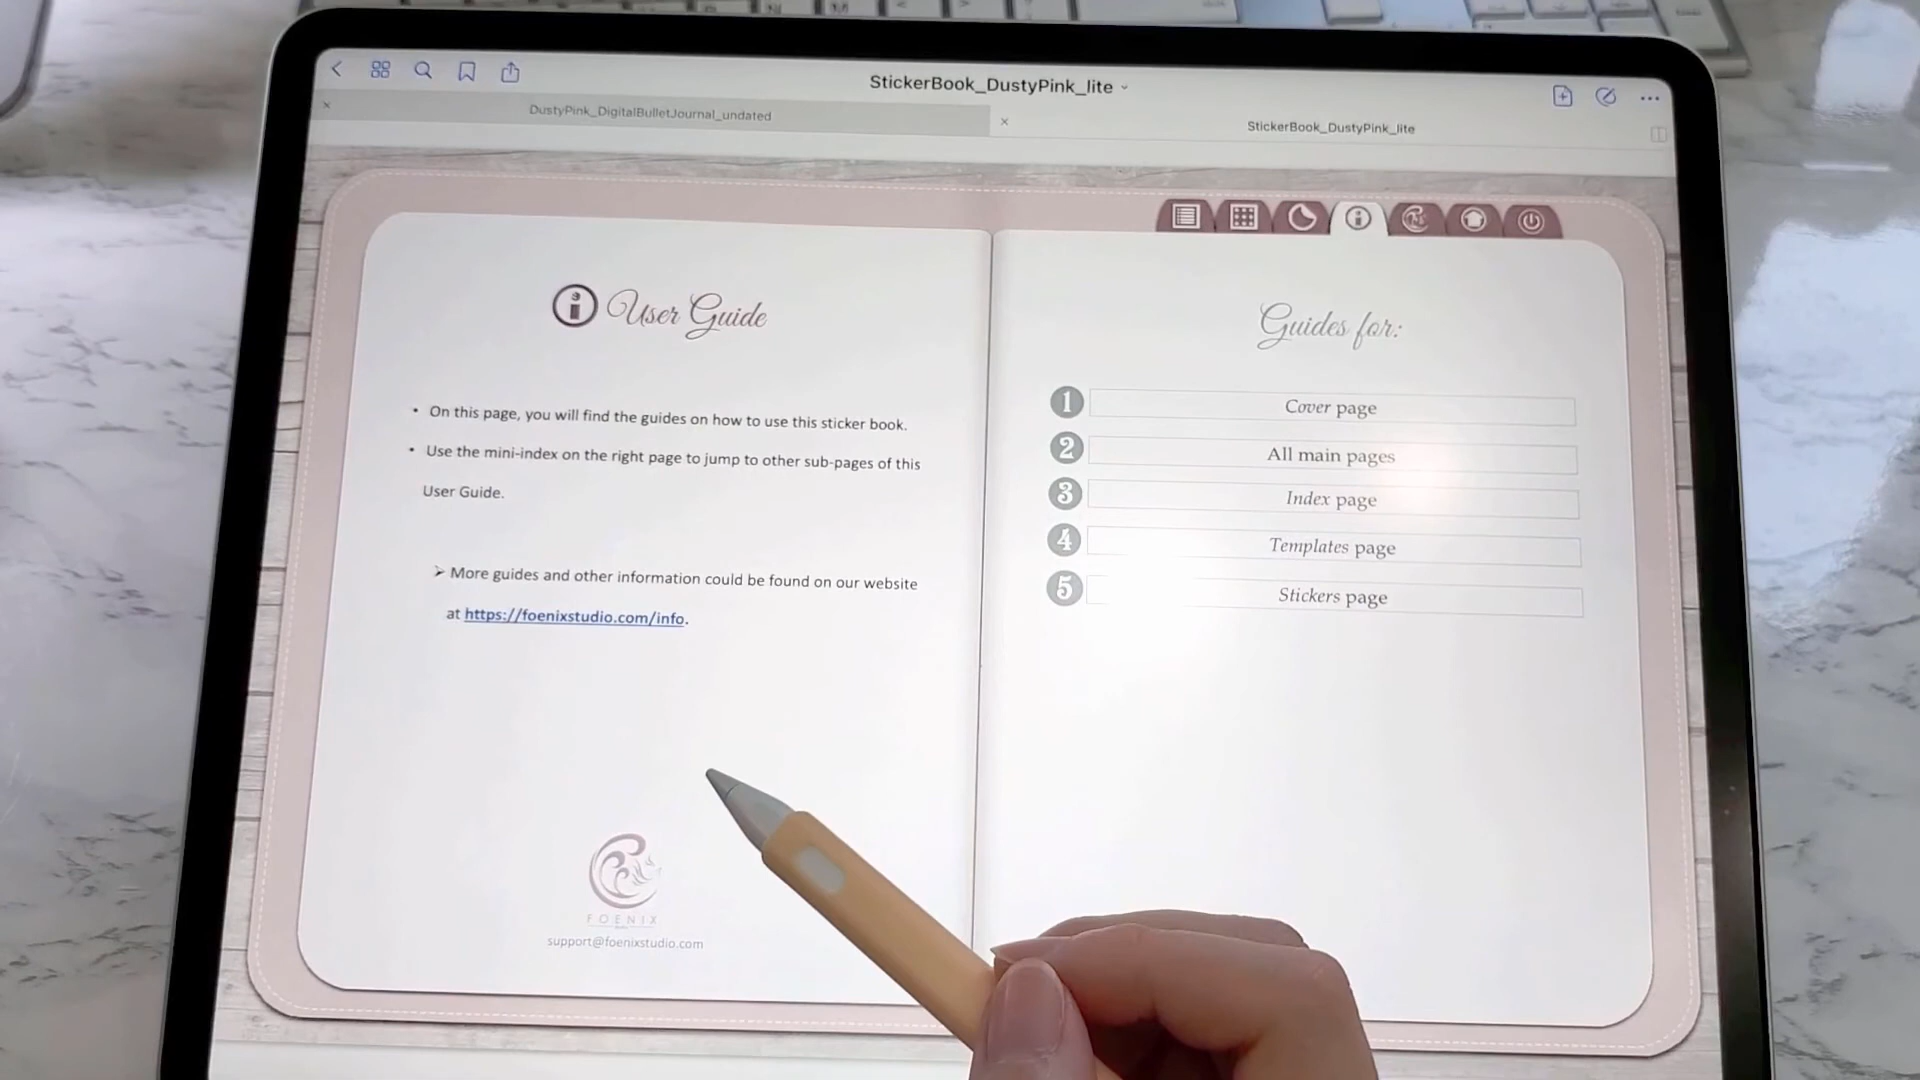 StickerBook_DustyPink_lite
DustyPink_DigitalBulletJournal_undated
StickerBook_DustyPink_lite
User Guide
• On this page, you will find the guides on how to use this sticker book.
• Use the mini-index on the right page to jump to other sub-pages of this
User Guide.
➢ More guides and other information could be found on our website
at https://foenixstudio.com/info.
FOENIX
support@foenixstudio.com
Guides for:
1 Cover page
2 All main pages
3 Index page
4 Templates page
5 Stickers page